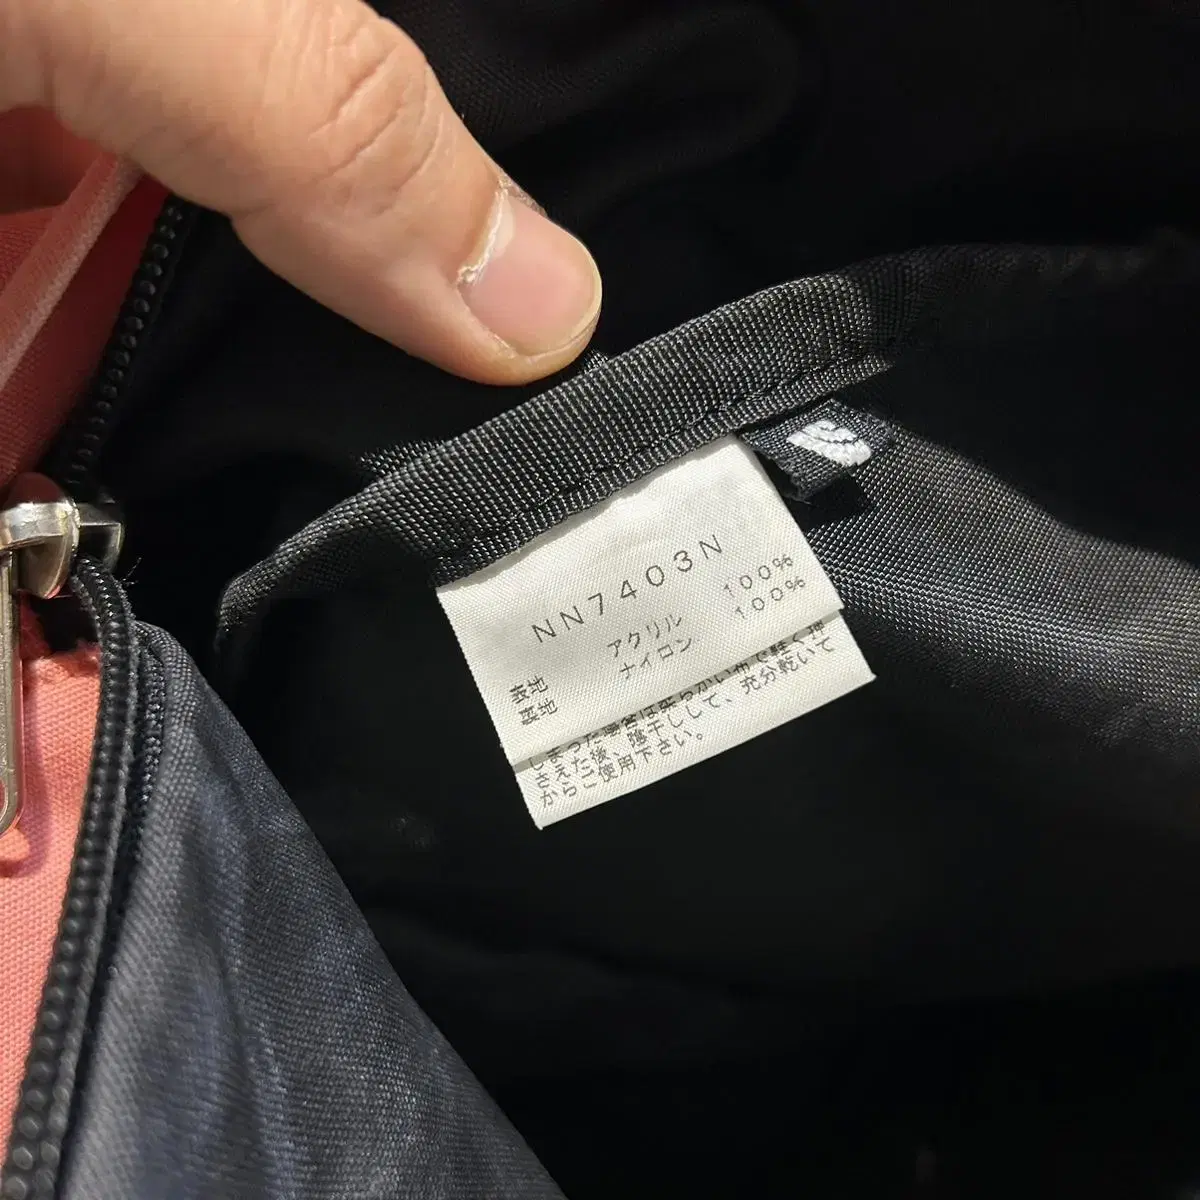 NN7403N
表地 アクリル 100%
裏地 ナイロン 100%
しまった場合は柔らかい布で軽く押
さえた後、陰干しして、充分乾いて
からご使用下さい。